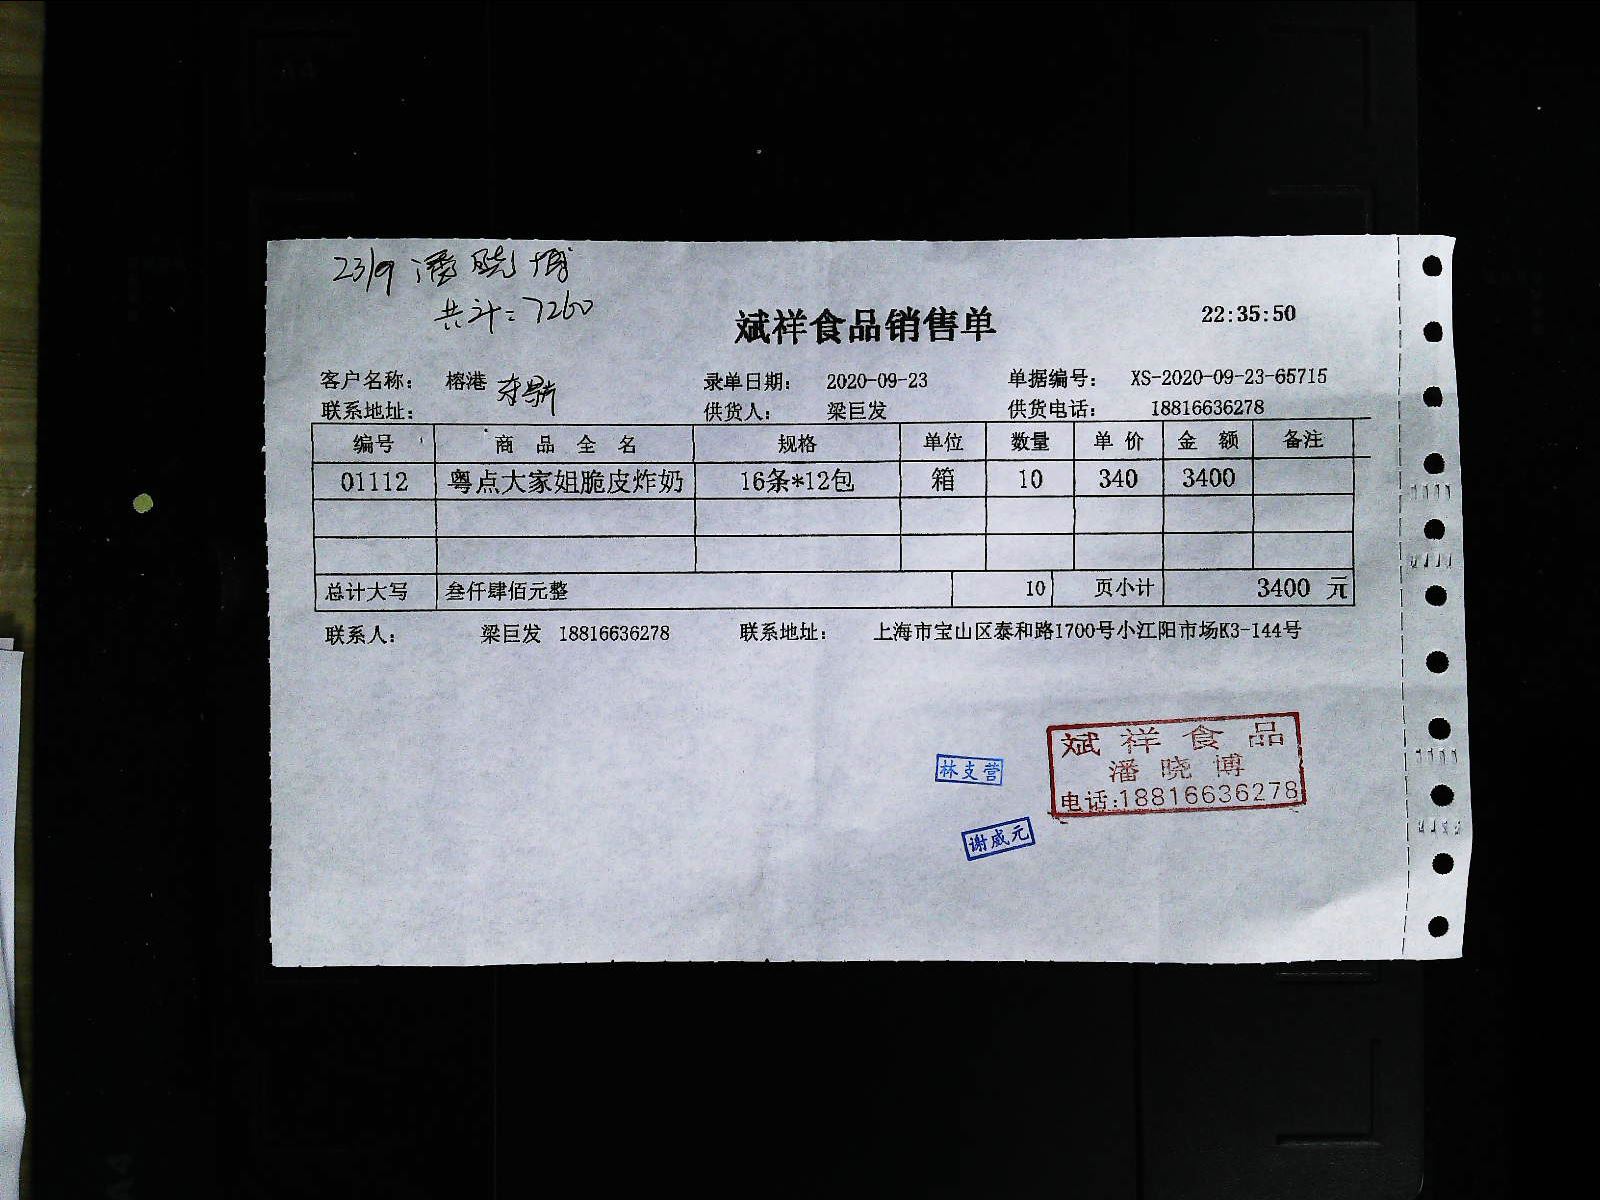 23/9 潘晓博
共计: 7260
斌祥食品销售单 22:35:50
客户名称: 榕港 录单日期: 2020-09-23 单据编号: XS-2020-09-23-65715
联系地址: 供货人: 梁巨发 供货电话: 18816636278
编号 商品全名 规格 单位 数量 单价 金额 备注
01112 粤点大家姐脆皮炸奶 16条*12包 箱 10 340 3400
总计大写 叁仟肆佰元整 10 页小计 3400 元
联系人: 梁巨发 18816636278 联系地址: 上海市宝山区泰和路1700号小江阳市场K3-144号
斌祥食品
潘晓博
电话:18816636278
林支营
谢威元